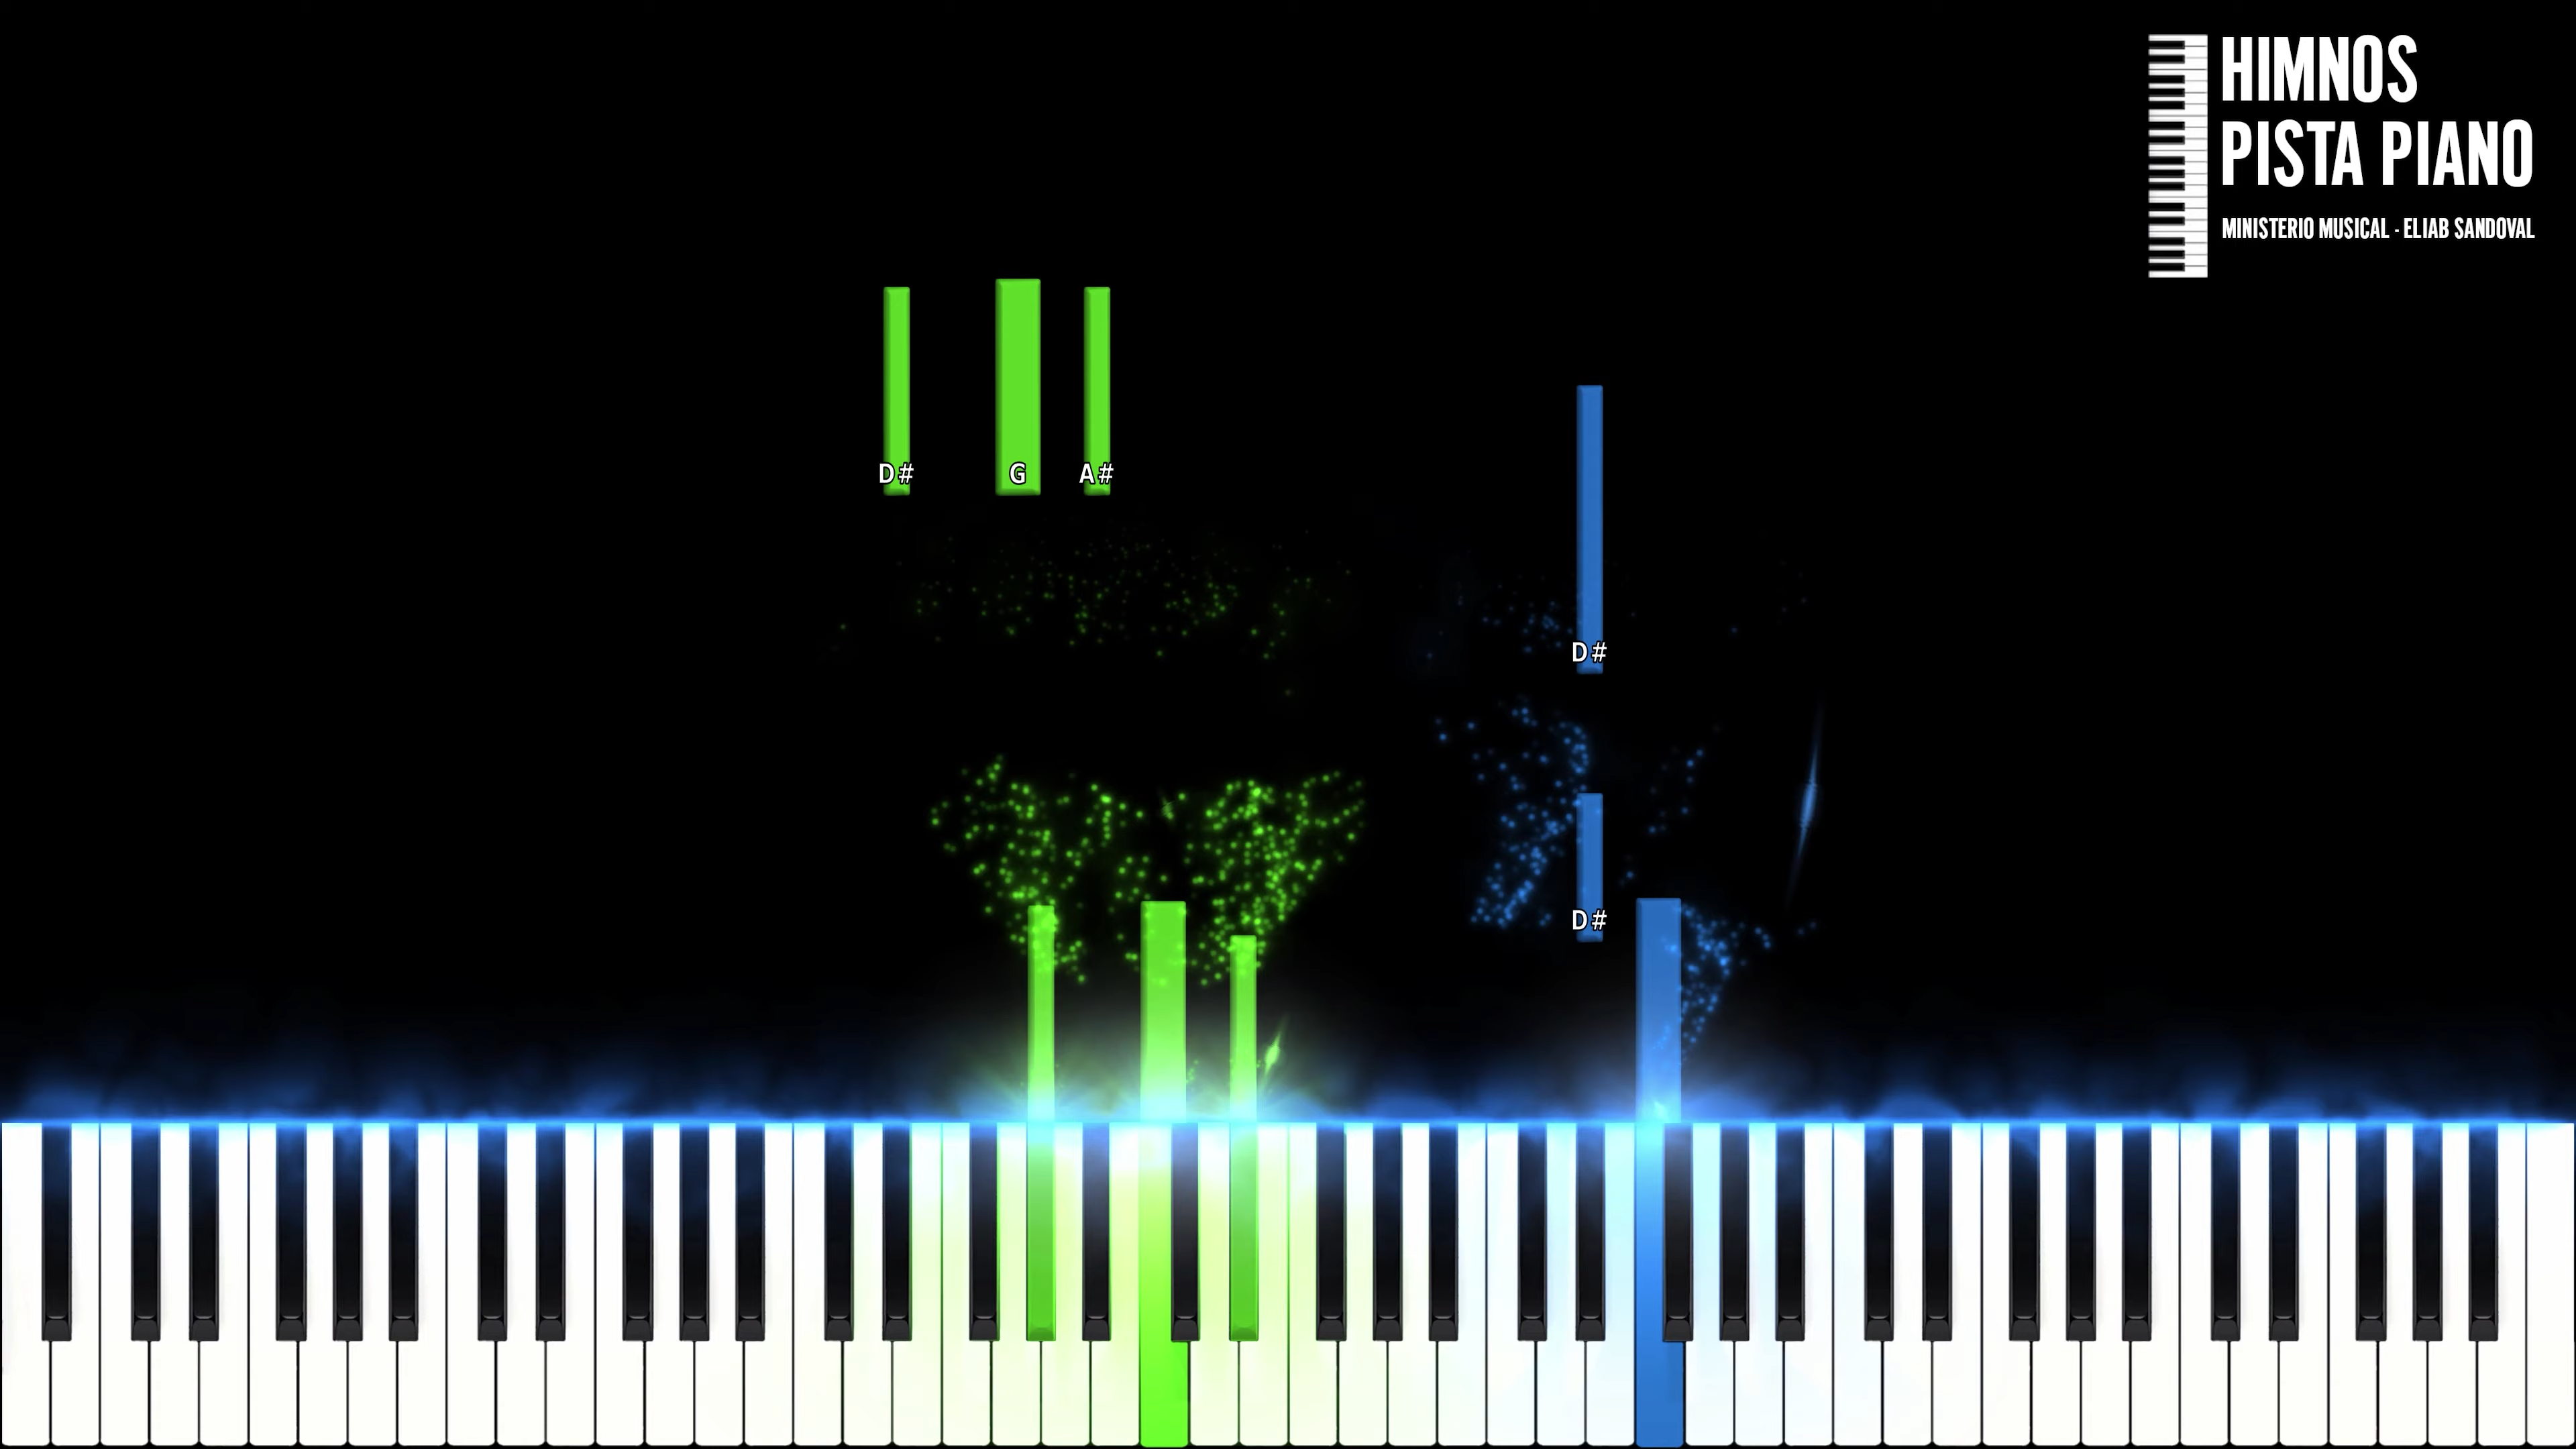 HIMNOS
PISTA PIANO
MINISTERIO MUSICAL - ELIAB SANDOVAL
D# G A#
D#
D#